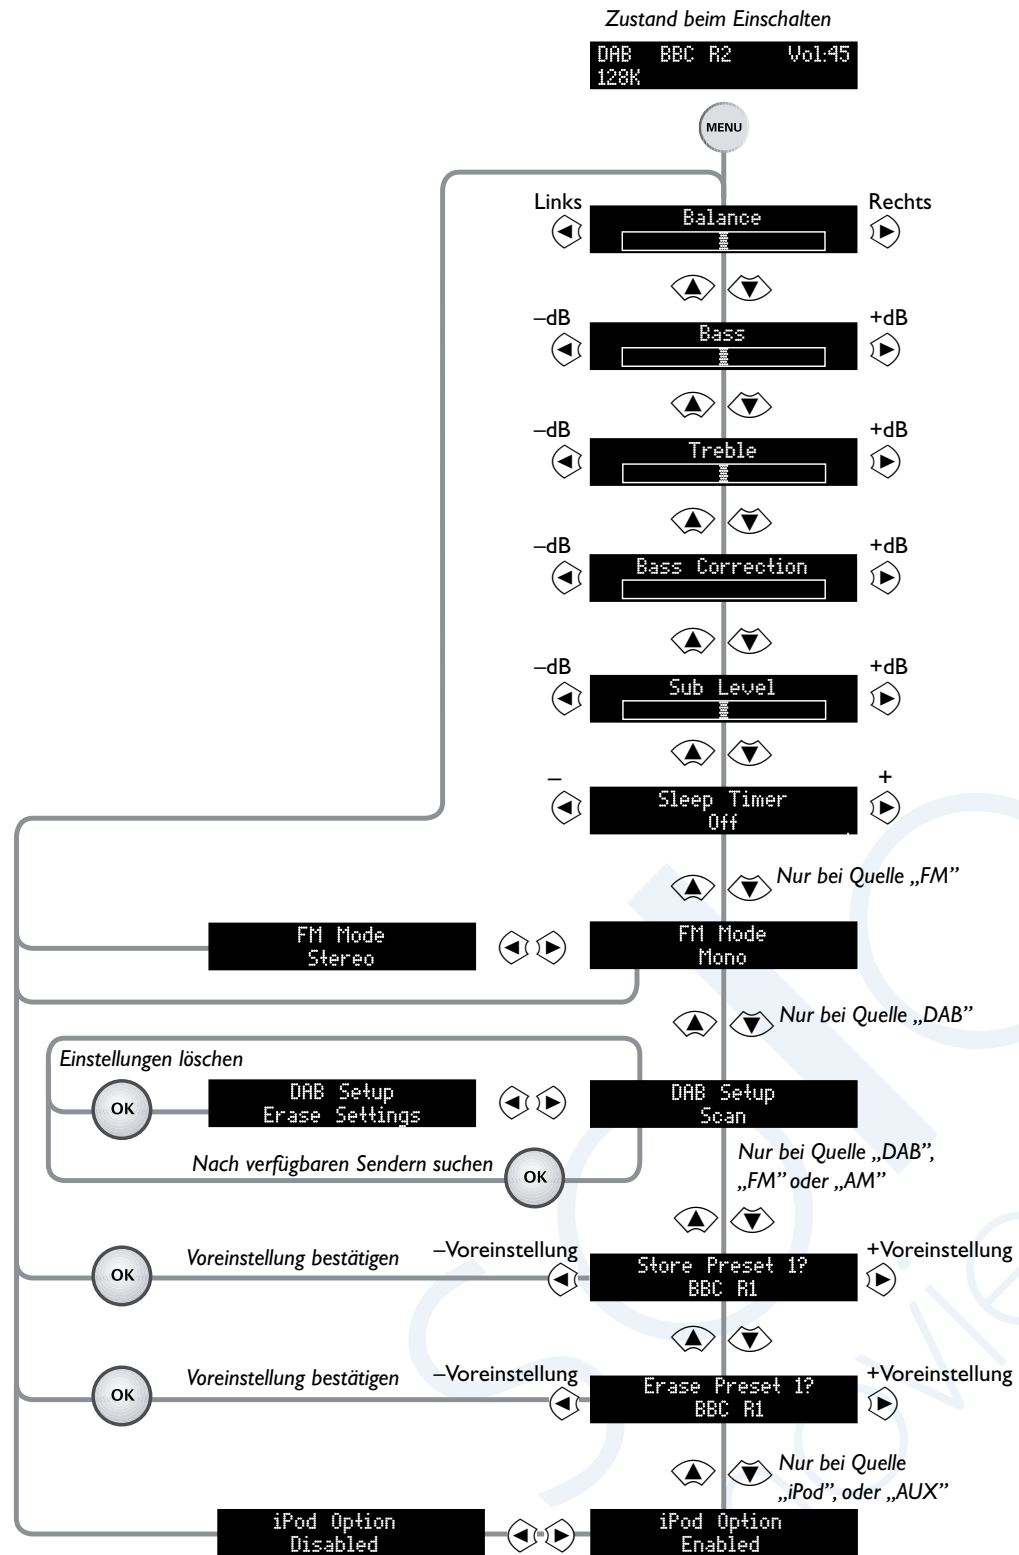 Zustand beim Einschalten
DAB BBC R2 Vol:45
128K
MENU
Links
Balance
Rechts
–dB
Bass
+dB
–dB
Treble
+dB
–dB
Bass Correction
+dB
–dB
Sub Level
+dB
–
Sleep Timer
Off
+
Nur bei Quelle „FM”
FM Mode
Stereo
FM Mode
Mono
Nur bei Quelle „DAB”
Einstellungen löschen
OK
DAB Setup
Erase Settings
DAB Setup
Scan
Nach verfügbaren Sendern suchen
OK
Nur bei Quelle „DAB”,
„FM” oder „AM”
OK
Voreinstellung bestätigen
–Voreinstellung
Store Preset 1?
BBC R1
+Voreinstellung
OK
Voreinstellung bestätigen
–Voreinstellung
Erase Preset 1?
BBC R1
+Voreinstellung
Nur bei Quelle
„iPod”, oder „AUX”
iPod Option
Disabled
iPod Option
Enabled